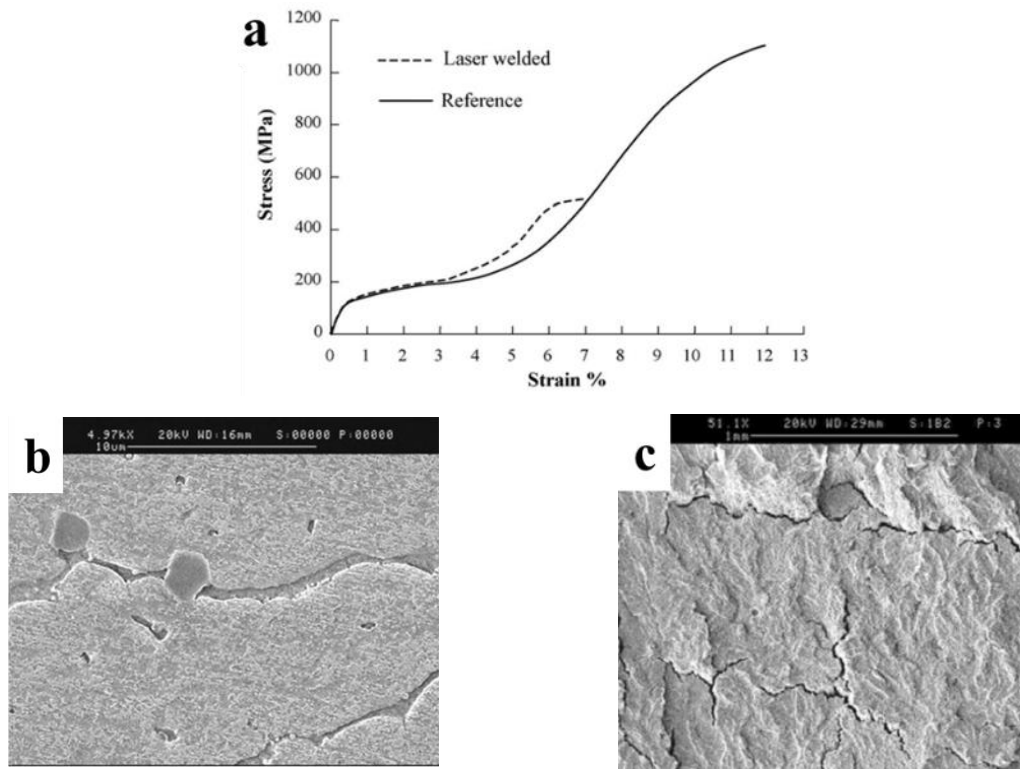 a
1200
1000
800
600
400
200
0
Stress (MPa)
Laser welded
Reference
0 1 2 3 4 5 6 7 8 9 10 11 12 13
Strain %
b
4.97kX 20kV WD:16mm S:00000 P:00000
10um
c
51.1X 20kV WD:29mm S:1B2 P:3
1mm